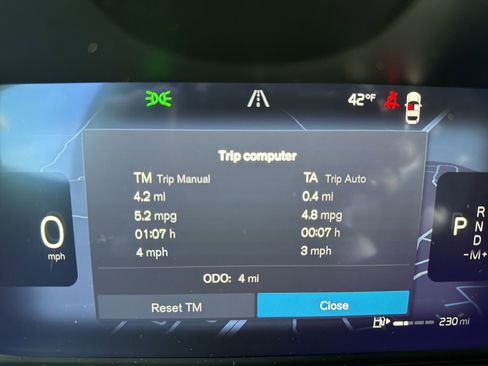 42°F
Trip computer
TM Trip Manual TA Trip Auto
4.2 mi 0.4 mi
5.2 mpg 4.8 mpg
01:07 h 00:07 h
4 mph 3 mph
ODO: 4 mi
Reset TM Close
0
mph
P
R
N
D
-M+
230 mi